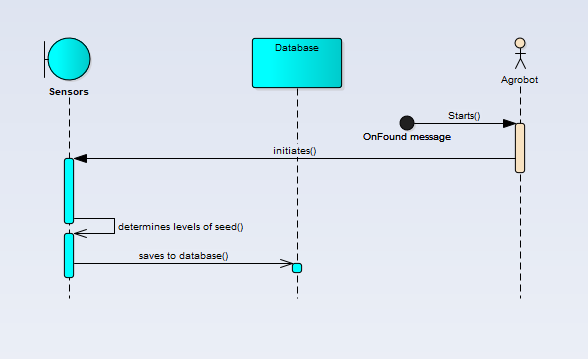 Database
Agrobot
Sensors
Starts()
OnFound message
initiates()
determines levels of seed()
saves to database()